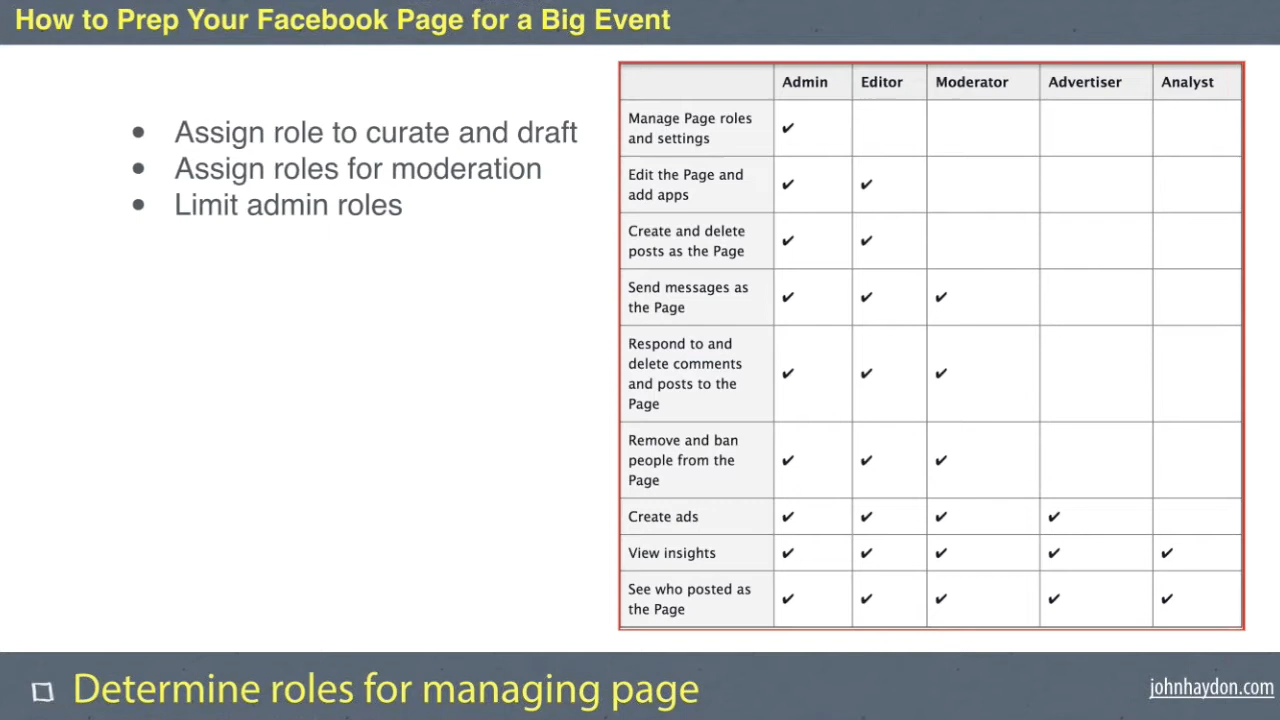 How to Prep Your Facebook Page for a Big Event
• Assign role to curate and draft
• Assign roles for moderation
• Limit admin roles
Admin Editor Moderator Advertiser Analyst
Manage Page roles
and settings ✔
Edit the Page and
add apps ✔ ✔
Create and delete
posts as the Page ✔ ✔
Send messages as
the Page ✔ ✔ ✔
Respond to and
delete comments
and posts to the
Page ✔ ✔ ✔
Remove and ban
people from the
Page ✔ ✔ ✔
Create ads ✔ ✔ ✔ ✔
View insights ✔ ✔ ✔ ✔ ✔
See who posted as
the Page ✔ ✔ ✔ ✔ ✔
Determine roles for managing page
johnhaydon.com